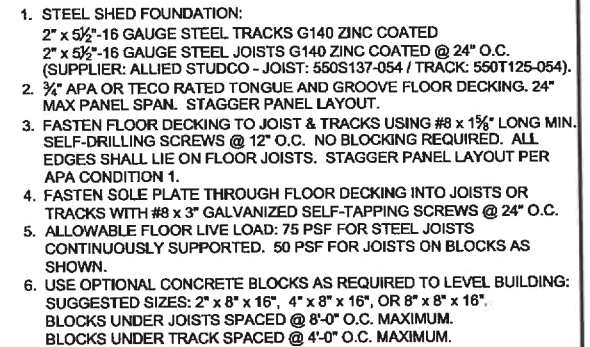 1. STEEL SHED FOUNDATION:
2" x 5½"-16 GAUGE STEEL TRACKS G140 ZINC COATED
2" x 5½"-16 GAUGE STEEL JOISTS G140 ZINC COATED @ 24" O.C.
(SUPPLIER: ALLIED STUDCO - JOIST: 550S137-054 / TRACK: 550T125-054).
2. ¾" APA OR TECO RATED TONGUE AND GROOVE FLOOR DECKING. 24"
MAX PANEL SPAN. STAGGER PANEL LAYOUT.
3. FASTEN FLOOR DECKING TO JOIST & TRACKS USING #8 x 1⅝" LONG MIN.
SELF-DRILLING SCREWS @ 12" O.C. NO BLOCKING REQUIRED. ALL
EDGES SHALL LIE ON FLOOR JOISTS. STAGGER PANEL LAYOUT PER
APA CONDITION 1.
4. FASTEN SOLE PLATE THROUGH FLOOR DECKING INTO JOISTS OR
TRACKS WITH #8 x 3" GALVANIZED SELF-TAPPING SCREWS @ 24" O.C.
5. ALLOWABLE FLOOR LIVE LOAD: 75 PSF FOR STEEL JOISTS
CONTINUOUSLY SUPPORTED. 50 PSF FOR JOISTS ON BLOCKS AS
SHOWN.
6. USE OPTIONAL CONCRETE BLOCKS AS REQUIRED TO LEVEL BUILDING:
SUGGESTED SIZES: 2" x 8" x 16", 4" x 8" x 16", OR 8" x 8" x 16".
BLOCKS UNDER JOISTS SPACED @ 8'-0" O.C. MAXIMUM.
BLOCKS UNDER TRACK SPACED @ 4'-0" O.C. MAXIMUM.